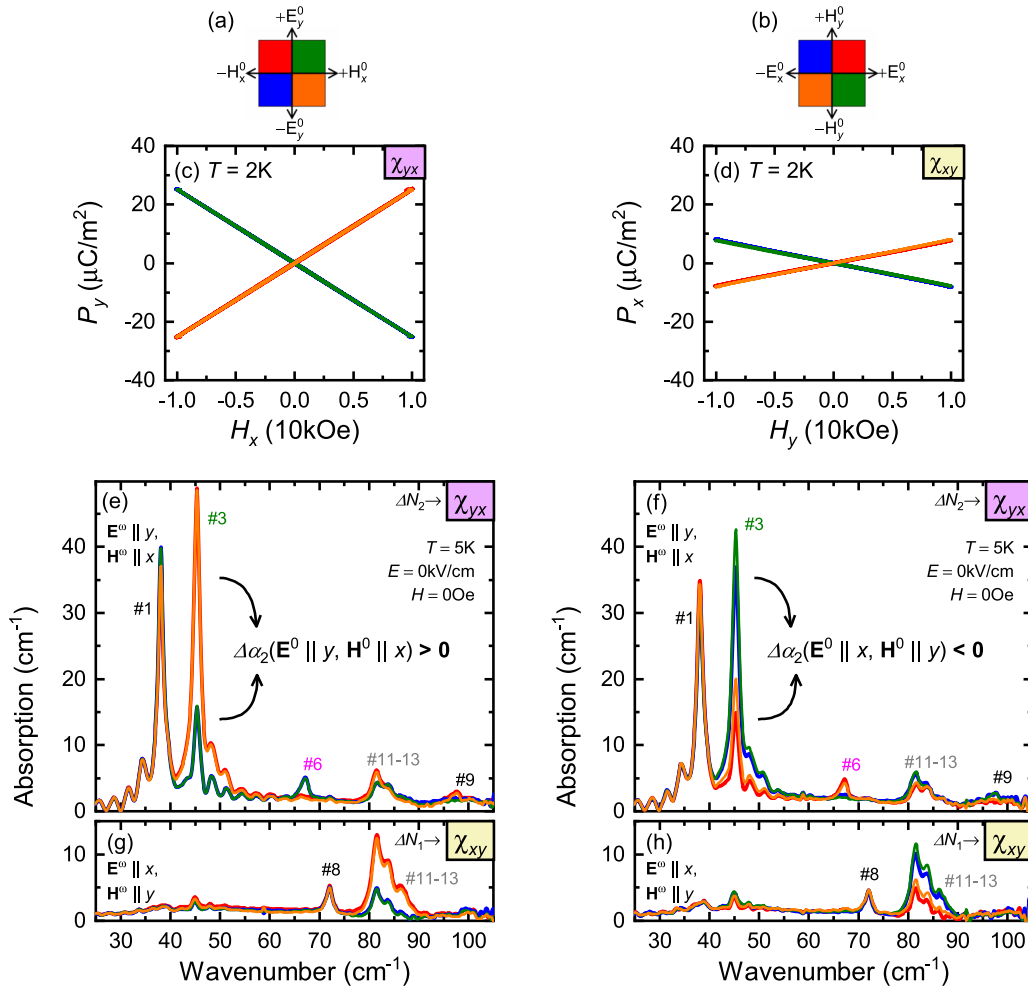 (a)
+E⁰y
−H⁰x
+H⁰x
−E⁰y
(b)
+H⁰y
−E⁰x
+E⁰x
−H⁰y
(c) T = 2K
χyx
40
20
0
-20
-40
Py (μC/m²)
-1.0 -0.5 0.0 0.5 1.0
Hx (10kOe)
(d) T = 2K
χxy
40
20
0
-20
-40
Px (μC/m²)
-1.0 -0.5 0.0 0.5 1.0
Hy (10kOe)
(e)
ΔN₂→
χyx
Eω || y,
Hω || x
#3
T = 5K
E = 0kV/cm
H = 0Oe
#1
Δα₂(E⁰ || y, H⁰ || x) > 0
#6
#11-13
#9
40
30
20
10
0
Absorption (cm⁻¹)
(f)
ΔN₂→
χyx
Eω || y,
Hω || x
#3
T = 5K
E = 0kV/cm
H = 0Oe
#1
Δα₂(E⁰ || x, H⁰ || y) < 0
#6
#11-13
#9
40
30
20
10
0
Absorption (cm⁻¹)
(g)
ΔN₁→
χxy
Eω || x,
Hω || y
#8
#11-13
10
0
30 40 50 60 70 80 90 100
Wavenumber (cm⁻¹)
(h)
ΔN₁→
χxy
Eω || x,
Hω || y
#8
#11-13
10
0
30 40 50 60 70 80 90 100
Wavenumber (cm⁻¹)